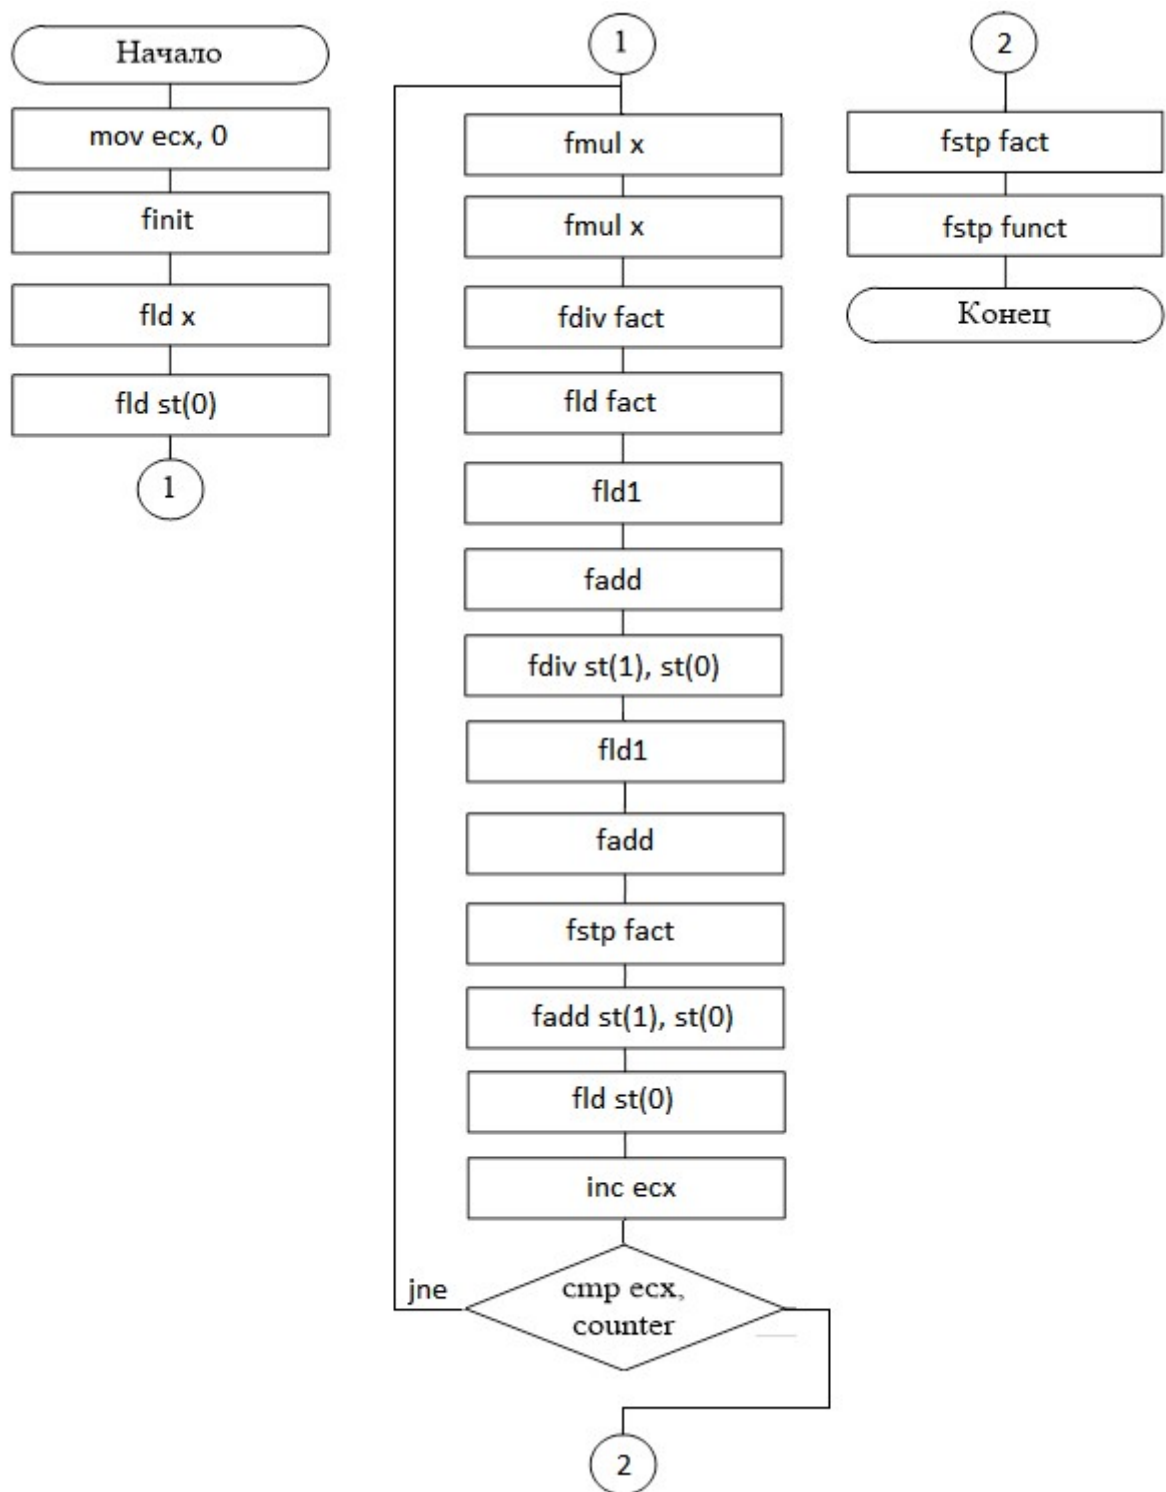 Начало
mov ecx, 0
finit
fld x
fld st(0)
1
1
fmul x
fmul x
fdiv fact
fld fact
fld1
fadd
fdiv st(1), st(0)
fld1
fadd
fstp fact
fadd st(1), st(0)
fld st(0)
inc ecx
jne
cmp ecx,
counter
2
2
fstp fact
fstp funct
Конец